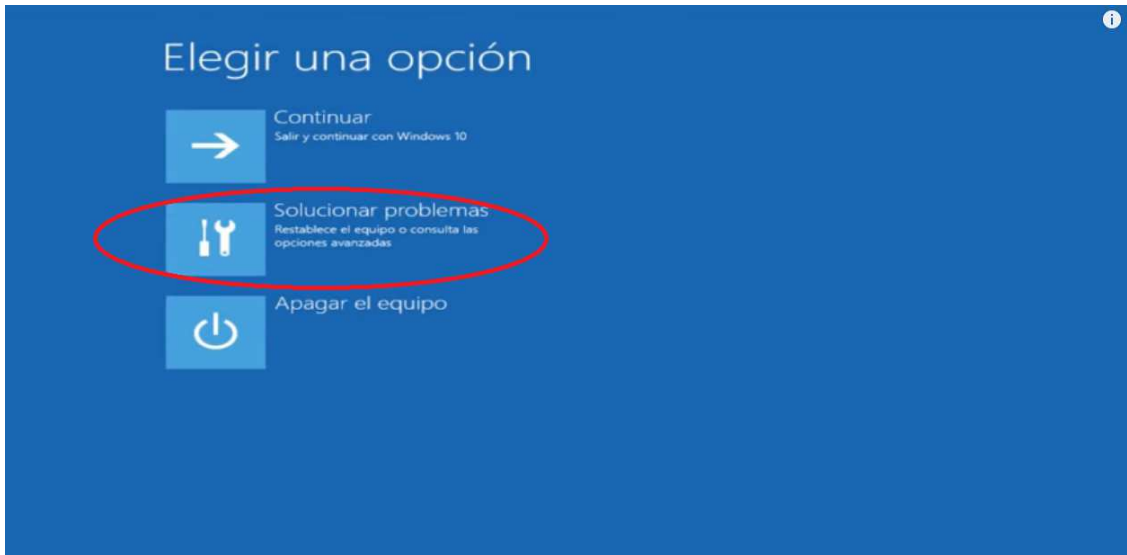 Elegir una opción
Continuar
Salir y continuar con Windows 10
Solucionar problemas
Restablece el equipo o consulta las
opciones avanzadas
Apagar el equipo